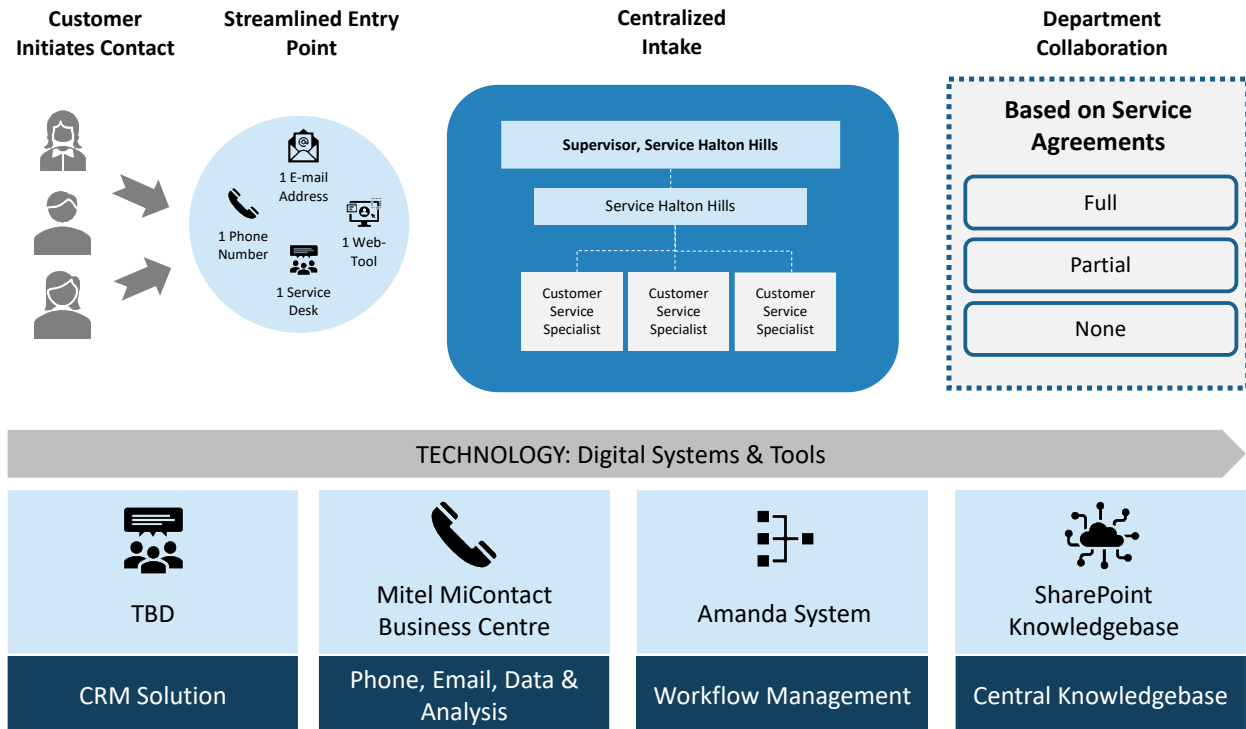 Customer
Initiates Contact
Streamlined Entry
Point
Centralized
Intake
Department
Collaboration
1 E-mail
Address
1 Phone
Number
1 Web-
Tool
1 Service
Desk
Supervisor, Service Halton Hills
Service Halton Hills
Customer
Service
Specialist
Customer
Service
Specialist
Customer
Service
Specialist
Based on Service
Agreements
Full
Partial
None
TECHNOLOGY: Digital Systems & Tools
TBD
CRM Solution
Mitel MiContact
Business Centre
Phone, Email, Data &
Analysis
Amanda System
Workflow Management
SharePoint
Knowledgebase
Central Knowledgebase